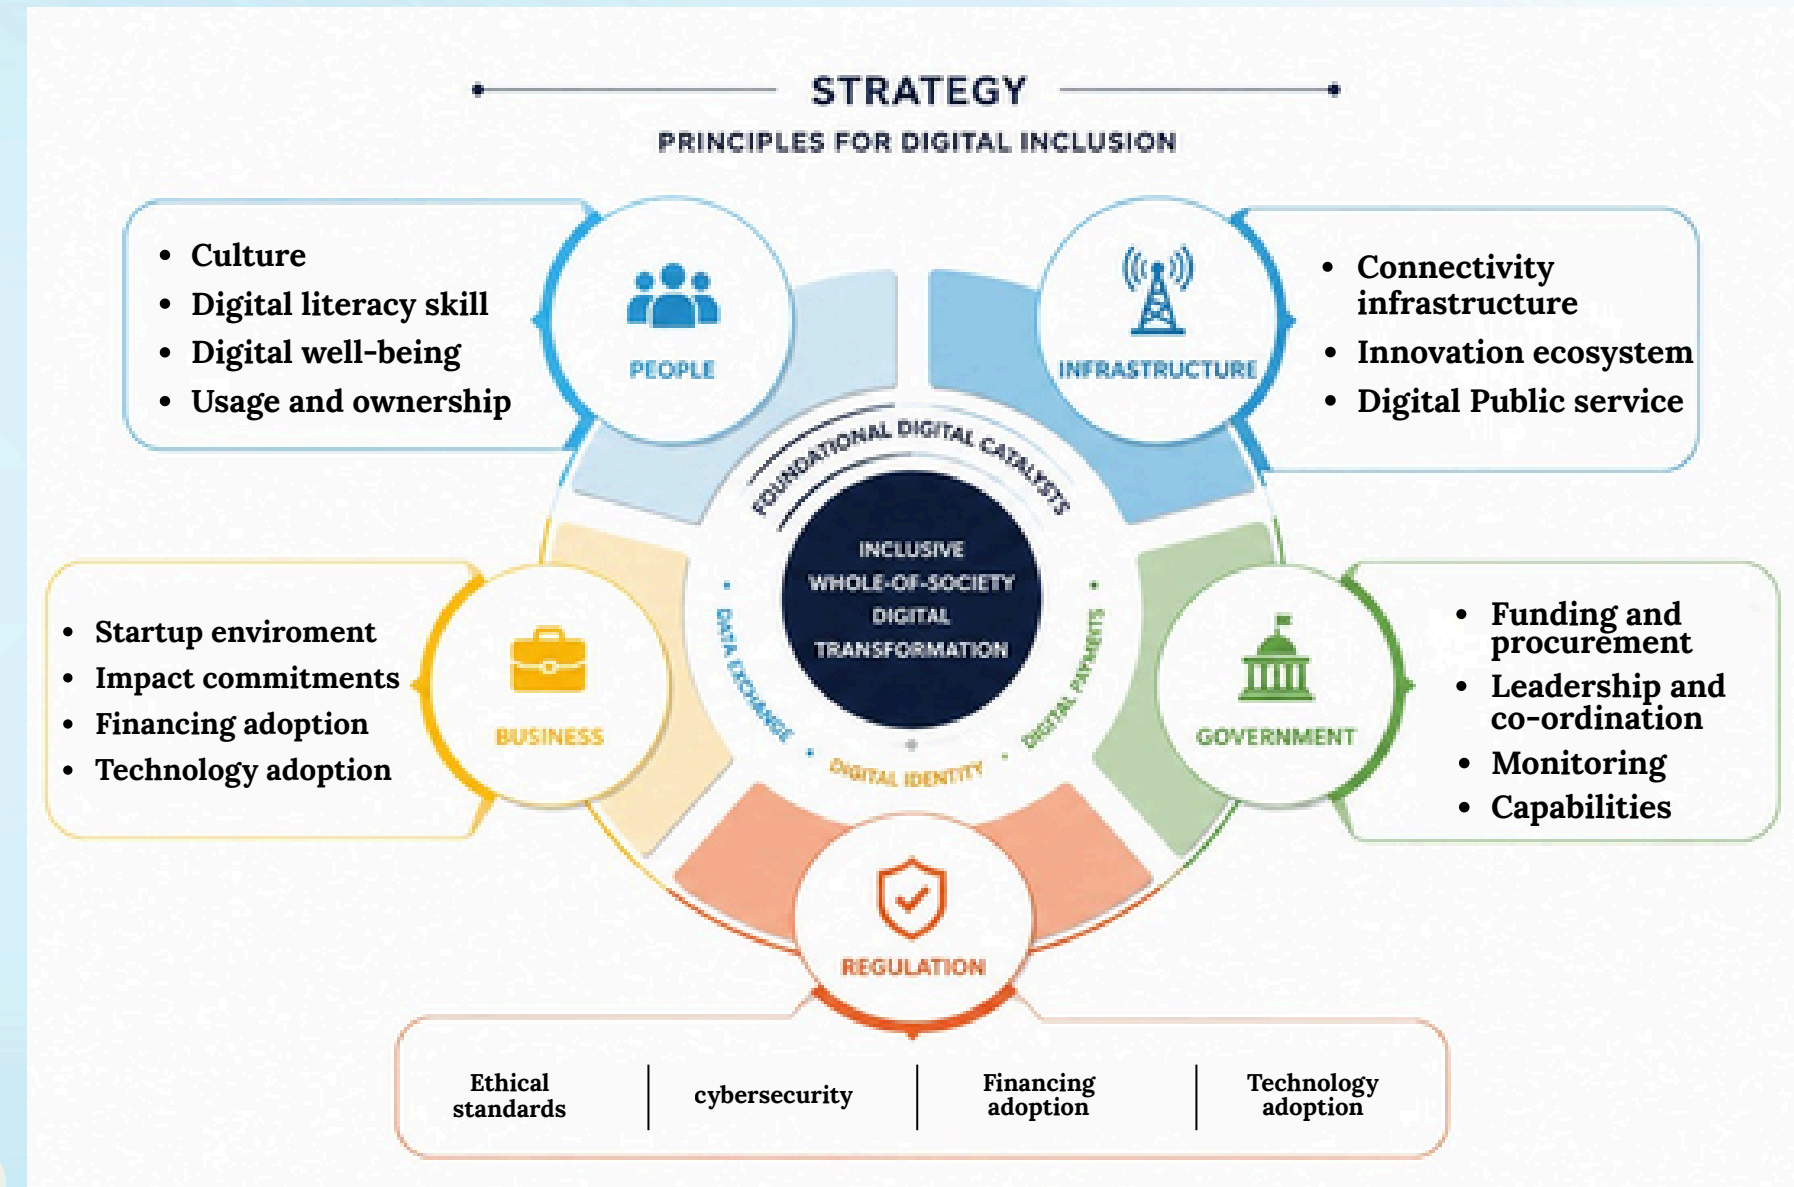 STRATEGY
PRINCIPLES FOR DIGITAL INCLUSION
• Culture
• Digital literacy skill
• Digital well-being
• Usage and ownership
PEOPLE
INFRASTRUCTURE
• Connectivity
infrastructure
• Innovation ecosystem
• Digital Public service
FOUNDATIONAL DIGITAL CATALYSTS
INCLUSIVE
WHOLE-OF-SOCIETY
DIGITAL
TRANSFORMATION
DATA EXCHANGE
DIGITAL IDENTITY
DIGITAL PAYMENTS
• Startup enviroment
• Impact commitments
• Financing adoption
• Technology adoption
BUSINESS
GOVERNMENT
• Funding and
procurement
• Leadership and
co-ordination
• Monitoring
• Capabilities
REGULATION
Ethical
standards
cybersecurity
Financing
adoption
Technology
adoption